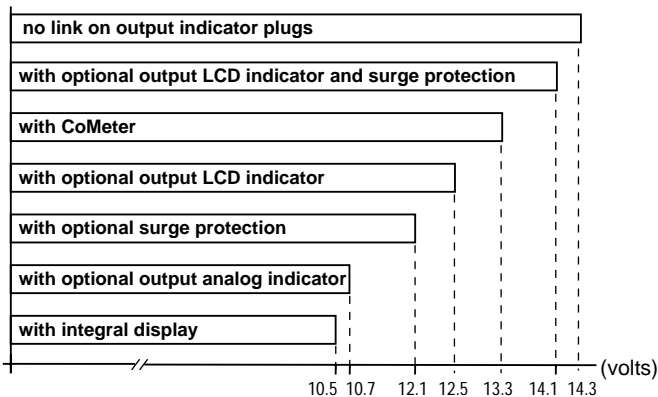 no link on output indicator plugs
with optional output LCD indicator and surge protection
with CoMeter
with optional output LCD indicator
with optional surge protection
with optional output analog indicator
with integral display
(volts)
10.5 10.7 12.1 12.5 13.3 14.1 14.3